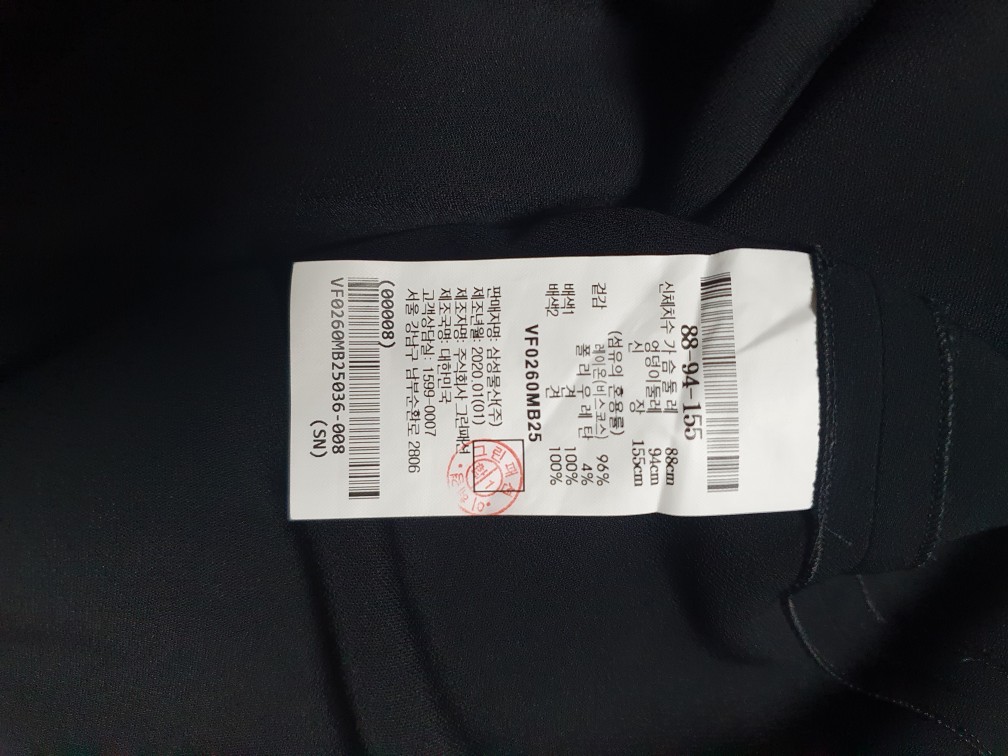 88-94-155
신체치수 가슴둘레 88cm
엉덩이둘레 94cm
신장 155cm
(섬유의 혼용률)
겉감 레이온(비스코스) 96%
폴리우레탄 4%
배색1 견 100%
배색2 견 100%
VF0260MB25
판매자명: 삼성물산(주)
제조년월: 2020.01(01)
제조자명: 주식회사 그린패션
제조국명: 대한민국
고객상담실: 1599-0007
서울 강남구 남부순환로 2806
(00008)
VF0260MB25036-008
(SN)
그린패션